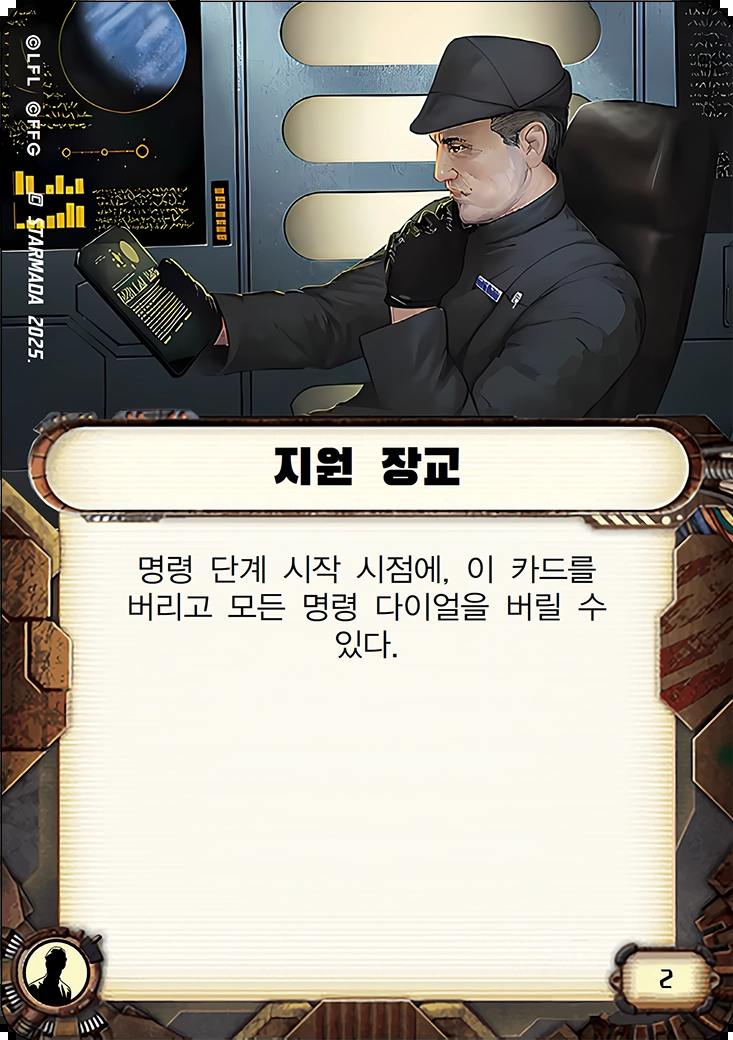 ©LFL ©FFG
STARMADA 2025.
지원 장교
명령 단계 시작 시점에, 이 카드를
버리고 모든 명령 다이얼을 버릴 수
있다.
2